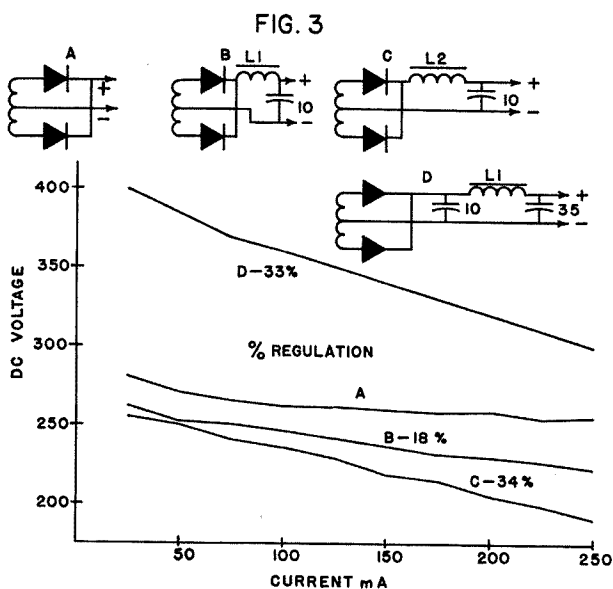 FIG. 3
A
+
–
B
L1
+
10
–
C
L2
+
10
–
D
L1
+
10
35
–
DC VOLTAGE
400
350
300
250
200
D–33%
% REGULATION
A
B–18%
C–34%
50
100
150
200
250
CURRENT mA